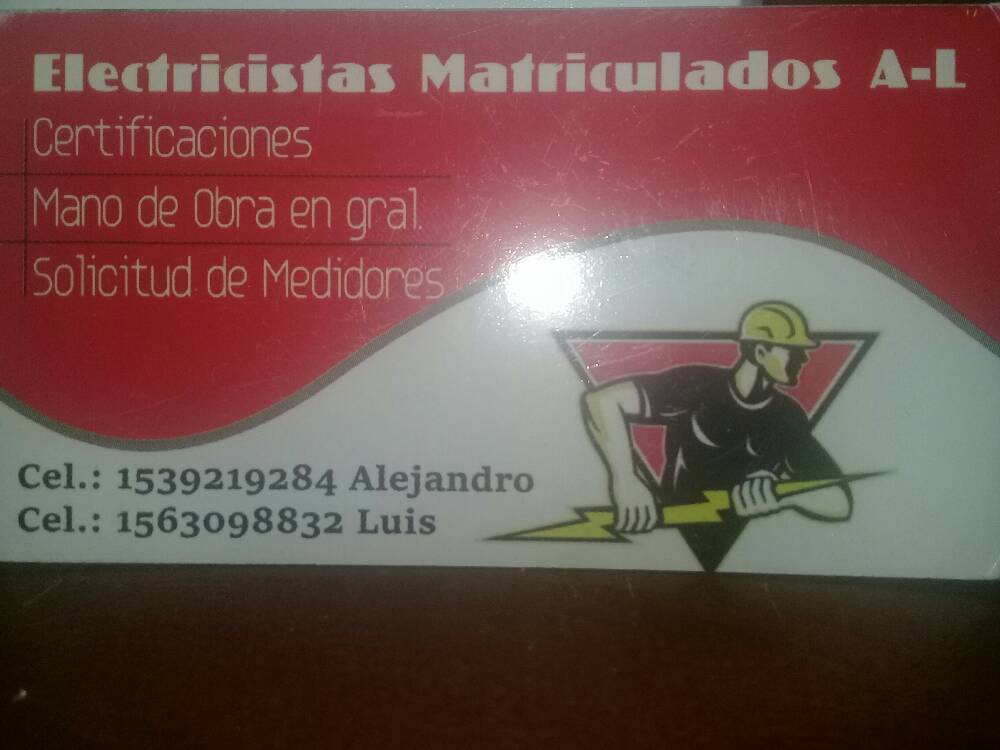 Electricistas Matriculados A-L
Certificaciones
Mano de Obra en gral.
Solicitud de Medidores
Cel.: 1539219284 Alejandro
Cel.: 1563098832 Luis